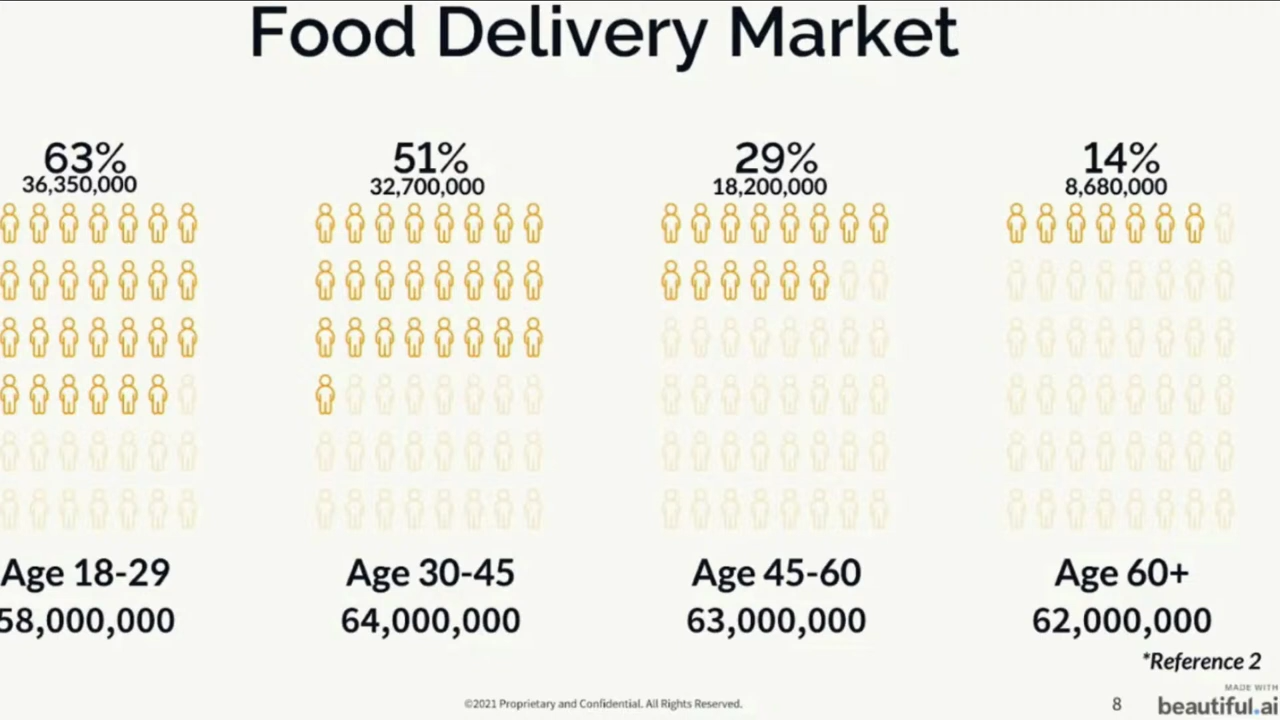 Food Delivery Market
63%
36,350,000
51%
32,700,000
29%
18,200,000
14%
8,680,000
Age 18-29
58,000,000
Age 30-45
64,000,000
Age 45-60
63,000,000
Age 60+
62,000,000
*Reference 2
©2021 Proprietary and Confidential. All Rights Reserved.
8
MADE WITH
beautiful.ai